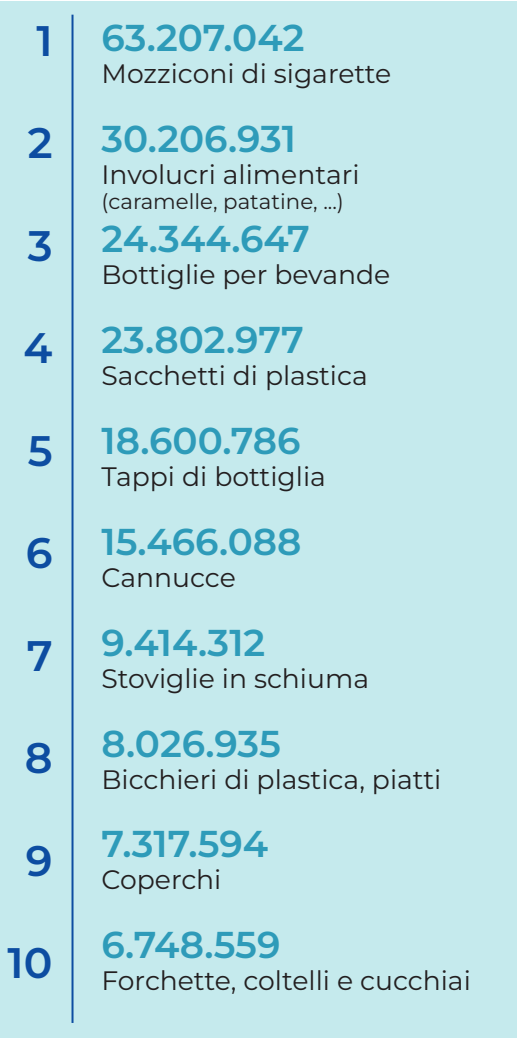 1
63.207.042
Mozziconi di sigarette
2
30.206.931
Involucri alimentari
(caramelle, patatine, ...)
3
24.344.647
Bottiglie per bevande
4
23.802.977
Sacchetti di plastica
5
18.600.786
Tappi di bottiglia
6
15.466.088
Cannucce
7
9.414.312
Stoviglie in schiuma
8
8.026.935
Bicchieri di plastica, piatti
9
7.317.594
Coperchi
10
6.748.559
Forchette, coltelli e cucchiai